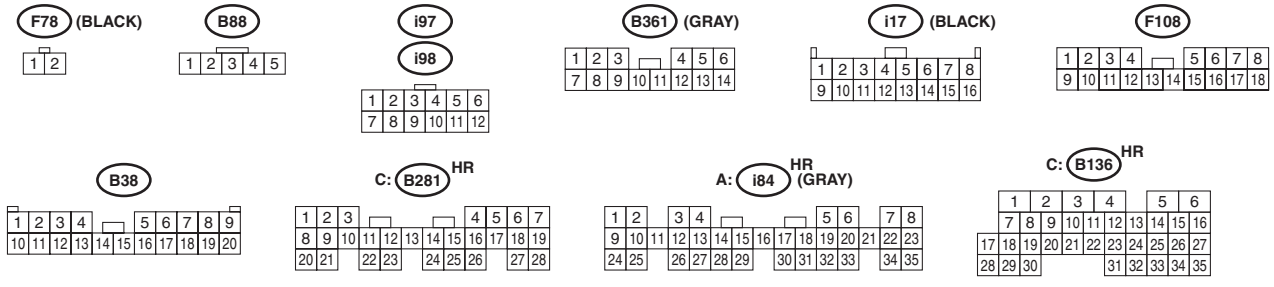 F78 (BLACK)
1 2
B88
1 2 3 4 5
i97
i98
1 2 3 4 5 6
7 8 9 10 11 12
B361 (GRAY)
1 2 3 4 5 6
7 8 9 10 11 12 13 14
i17 (BLACK)
1 2 3 4 5 6 7 8
9 10 11 12 13 14 15 16
F108
1 2 3 4 5 6 7 8
9 10 11 12 13 14 15 16 17 18
B38
1 2 3 4 5 6 7 8 9
10 11 12 13 14 15 16 17 18 19 20
C: B281 HR
1 2 3 4 5 6 7
8 9 10 11 12 13 14 15 16 17 18 19
20 21 22 23 24 25 26 27 28
A: i84 HR (GRAY)
1 2 3 4 5 6 7 8
9 10 11 12 13 14 15 16 17 18 19 20 21 22 23
24 25 26 27 28 29 30 31 32 33 34 35
C: B136 HR
1 2 3 4 5 6
7 8 9 10 11 12 13 14 15 16
17 18 19 20 21 22 23 24 25 26 27
28 29 30 31 32 33 34 35